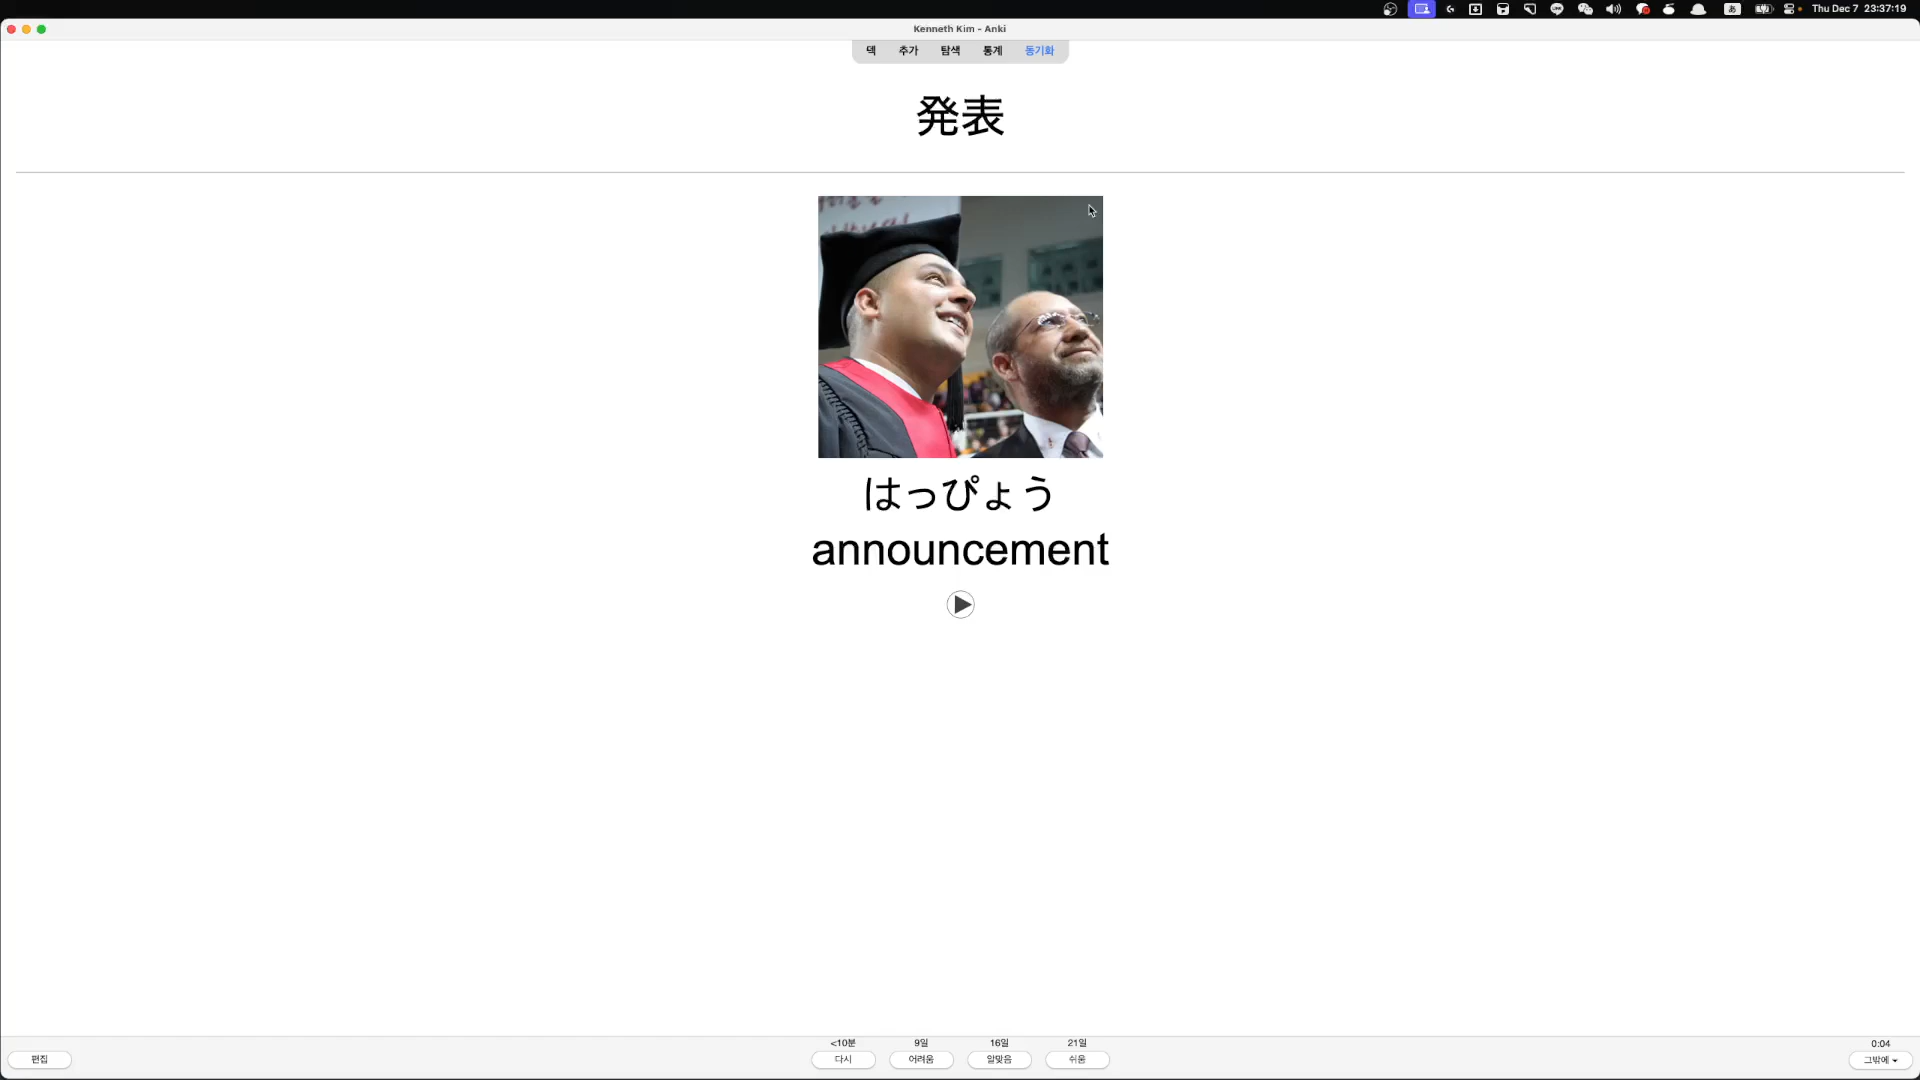 Thu Dec 7 23:37:19
Kenneth Kim - Anki
덱 추가 탐색 통계 동기화
発表
はっぴょう
announcement
<10분 9일 16일 21일 0:04
편집 다시 어려움 알맞음 쉬움 그밖에